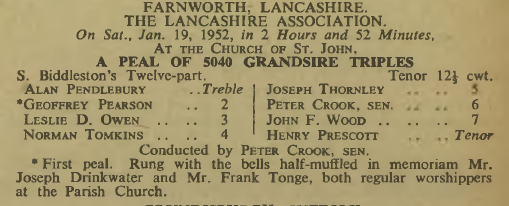 FARNWORTH, LANCASHIRE.
THE LANCASHIRE ASSOCIATION.
On Sat., Jan. 19, 1952, in 2 Hours and 52 Minutes,
AT THE CHURCH OF ST. JOHN,
A PEAL OF 5040 GRANDSIRE TRIPLES
S. Biddleston's Twelve-part. Tenor 12½ cwt.
ALAN PENDLEBURY .. Treble | JOSEPH THORNLEY .. .. 5
*GEOFFREY PEARSON .. 2 | PETER CROOK, SEN. .. .. 6
LESLIE D. OWEN .. .. 3 | JOHN F. WOOD .. .. .. 7
NORMAN TOMKINS .. .. 4 | HENRY PRESCOTT .. .. Tenor
Conducted by PETER CROOK, SEN.
* First peal. Rung with the bells half-muffled in memoriam Mr.
Joseph Drinkwater and Mr. Frank Tonge, both regular worshippers
at the Parish Church.